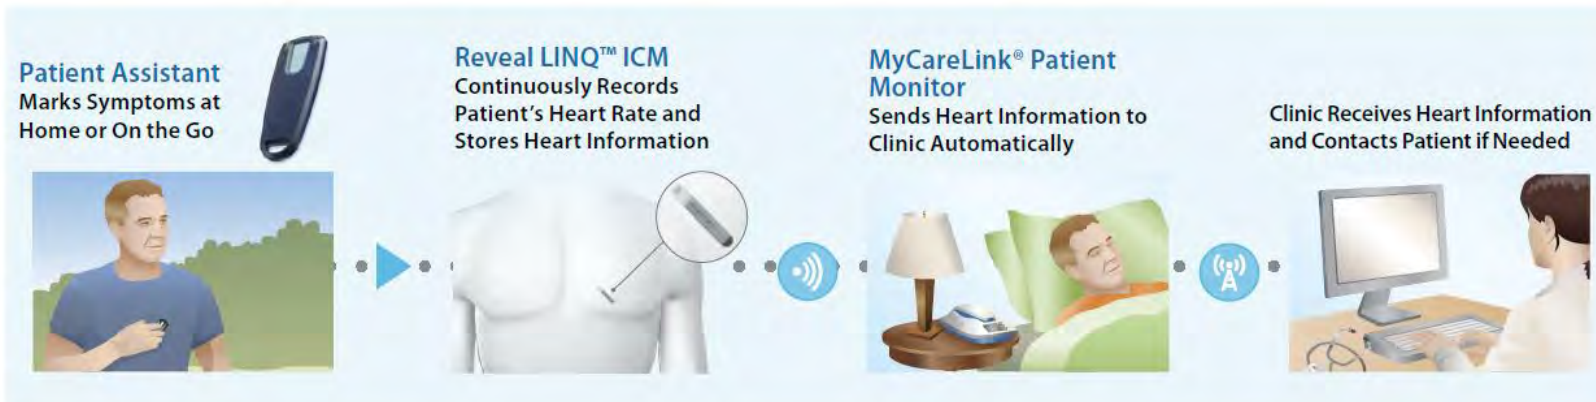 Patient Assistant
Marks Symptoms at
Home or On the Go
Reveal LINQ™ ICM
Continuously Records
Patient's Heart Rate and
Stores Heart Information
MyCareLink® Patient
Monitor
Sends Heart Information to
Clinic Automatically
Clinic Receives Heart Information
and Contacts Patient if Needed